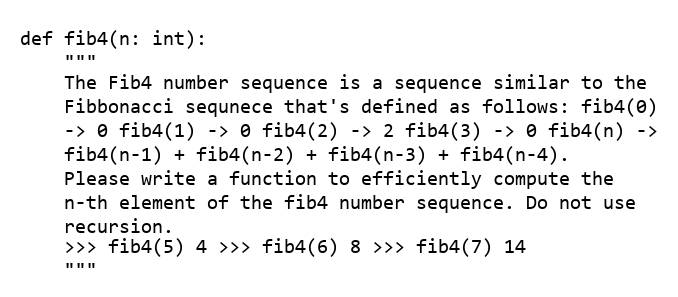 def fib4(n: int):
"""
The Fib4 number sequence is a sequence similar to the
Fibbonacci sequnece that's defined as follows: fib4(0)
-> 0 fib4(1) -> 0 fib4(2) -> 2 fib4(3) -> 0 fib4(n) ->
fib4(n-1) + fib4(n-2) + fib4(n-3) + fib4(n-4).
Please write a function to efficiently compute the
n-th element of the fib4 number sequence. Do not use
recursion.
>>> fib4(5) 4 >>> fib4(6) 8 >>> fib4(7) 14
"""